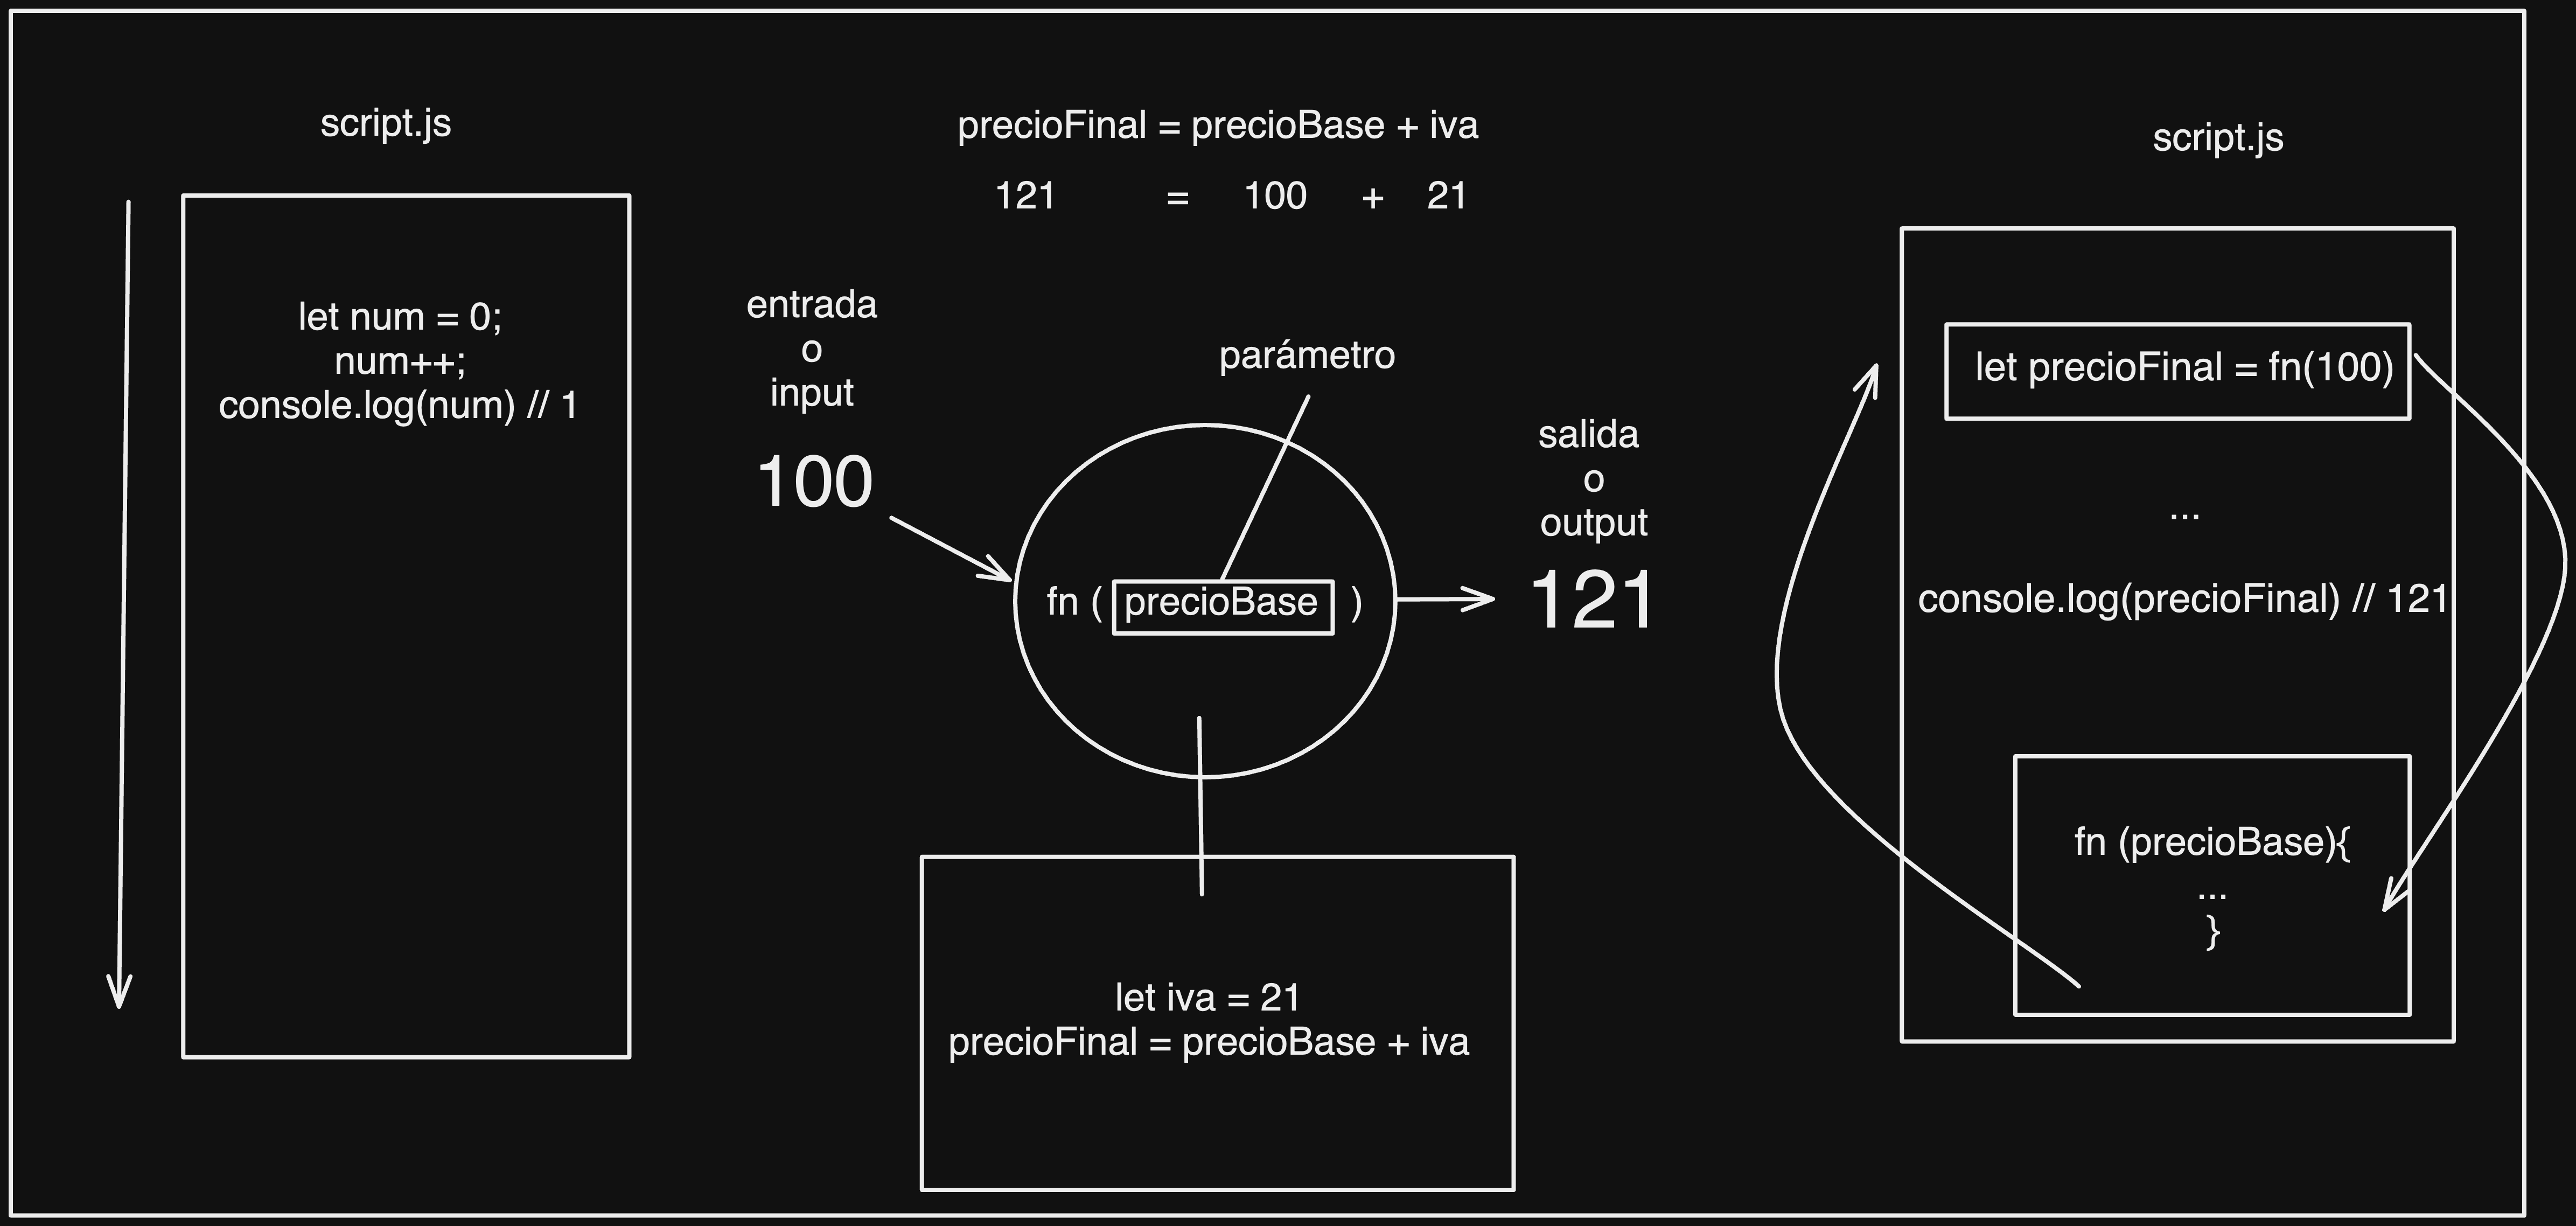 script.js
let num = 0;
num++;
console.log(num) // 1
precioFinal = precioBase + iva
121 = 100 + 21
entrada
o
input
100
parámetro
fn ( precioBase )
salida
o
output
121
let iva = 21
precioFinal = precioBase + iva
script.js
let precioFinal = fn(100)
...
console.log(precioFinal) // 121
fn (precioBase){
...
}